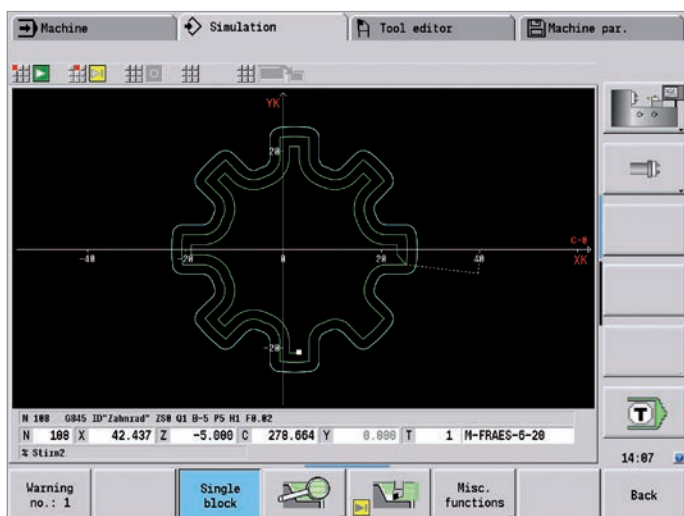 Machine Simulation Tool editor Machine par.
YK
20
C-0
-40 -20 0 20 40 XK
-20
N 108 G845 ID"Zahnrad" ZS0 Q1 B-5 P5 H1 F0.02
N 108 X 42.437 Z -5.000 C 278.664 Y 0.000 T 1 M-FRAES-6-20
% Stirn2
T
14:07
Warning no.: 1
Single block
Misc. functions
Back